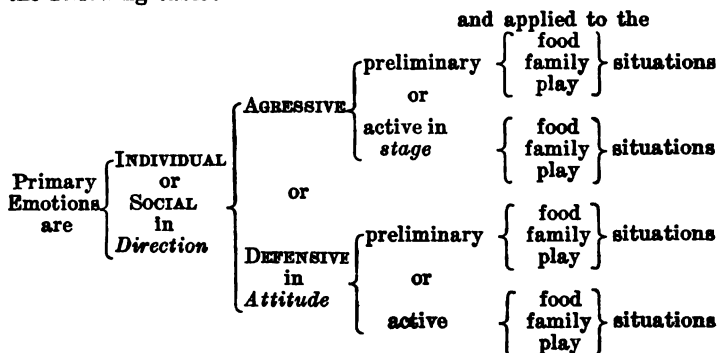 and applied to the
food
preliminary family situations
play
AGRESSIVE or
active in food
stage family situations
play
INDIVIDUAL
Primary or
Emotions SOCIAL or
are in
Direction
food
preliminary family situations
DEFENSIVE play
in or
Attitude food
active family situations
play